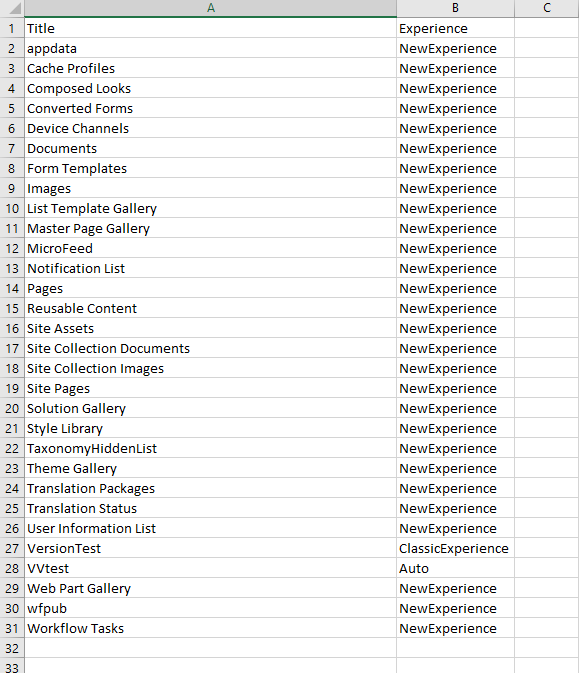 A B C
1 Title Experience
2 appdata NewExperience
3 Cache Profiles NewExperience
4 Composed Looks NewExperience
5 Converted Forms NewExperience
6 Device Channels NewExperience
7 Documents NewExperience
8 Form Templates NewExperience
9 Images NewExperience
10 List Template Gallery NewExperience
11 Master Page Gallery NewExperience
12 MicroFeed NewExperience
13 Notification List NewExperience
14 Pages NewExperience
15 Reusable Content NewExperience
16 Site Assets NewExperience
17 Site Collection Documents NewExperience
18 Site Collection Images NewExperience
19 Site Pages NewExperience
20 Solution Gallery NewExperience
21 Style Library NewExperience
22 TaxonomyHiddenList NewExperience
23 Theme Gallery NewExperience
24 Translation Packages NewExperience
25 Translation Status NewExperience
26 User Information List NewExperience
27 VersionTest ClassicExperience
28 VVtest Auto
29 Web Part Gallery NewExperience
30 wfpub NewExperience
31 Workflow Tasks NewExperience
32
33